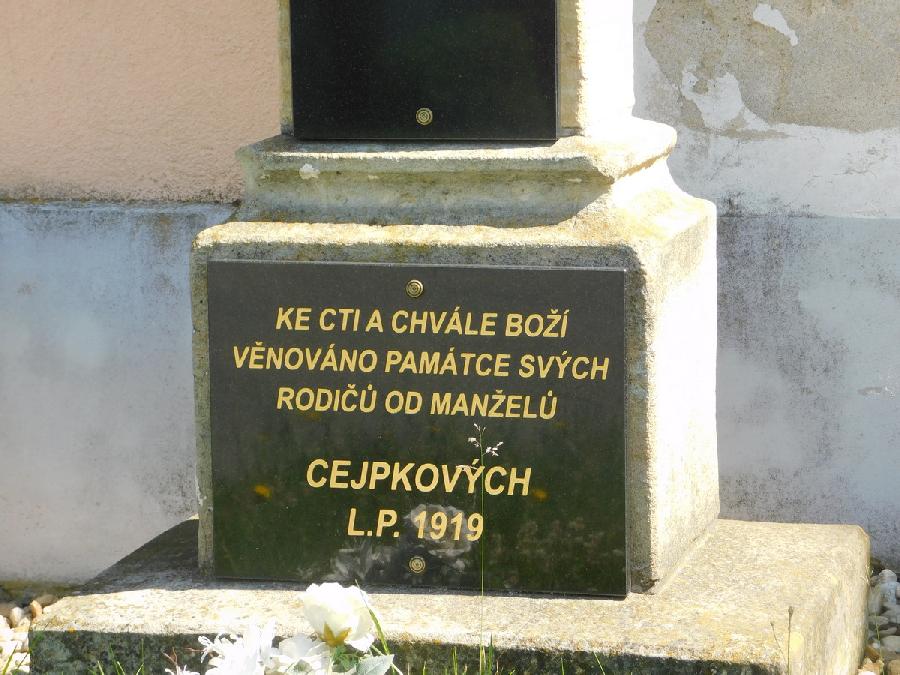 KE CTI A CHVÁLE BOŽÍ
VĚNOVÁNO PAMÁTCE SVÝCH
RODIČŮ OD MANŽELŮ
CEJPKOVÝCH
L.P. 1919